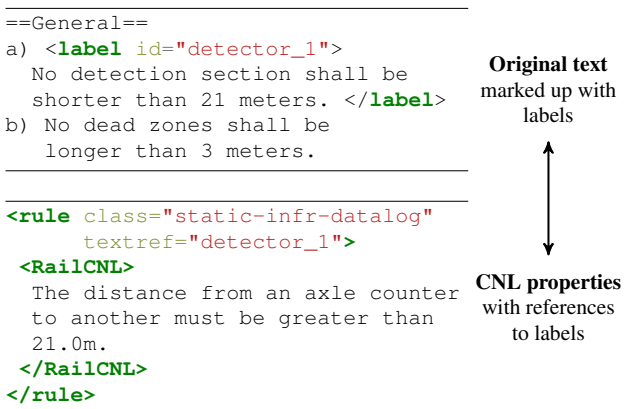 ==General==
a) <label id="detector_1">
No detection section shall be
shorter than 21 meters. </label>
b) No dead zones shall be
longer than 3 meters.
Original text
marked up with
labels
<rule class="static-infr-datalog"
textref="detector_1">
<RailCNL>
The distance from an axle counter
to another must be greater than
21.0m.
</RailCNL>
</rule>
CNL properties
with references
to labels